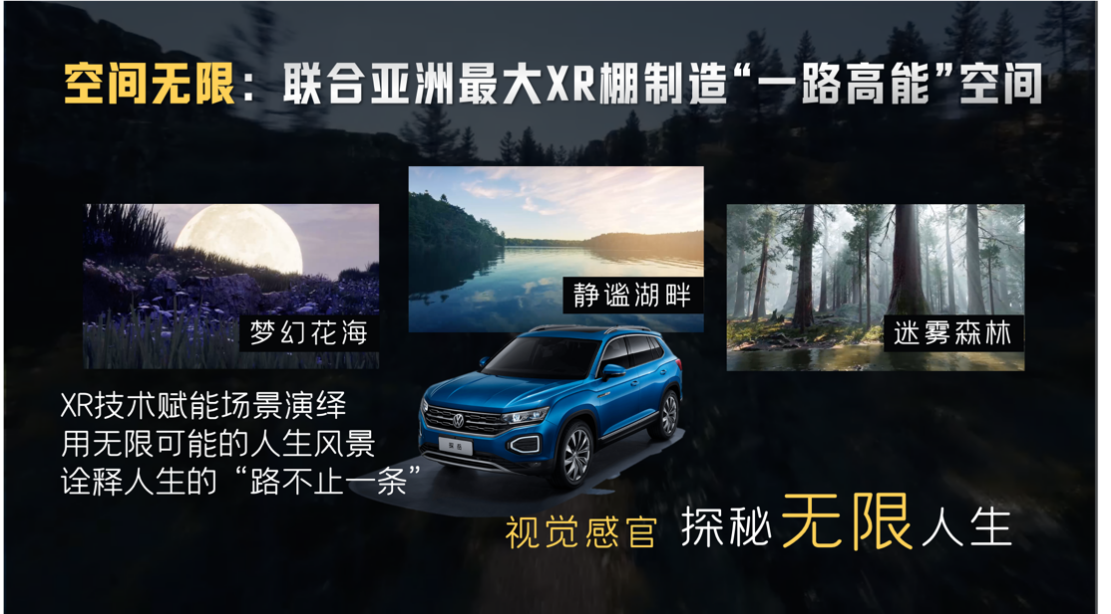 空间无限：联合亚洲最大XR棚制造“一路高能”空间
梦幻花海
静谧湖畔
迷雾森林
XR技术赋能场景演绎
用无限可能的人生风景
诠释人生的“路不止一条”
探岳
视觉感官 探秘无限人生